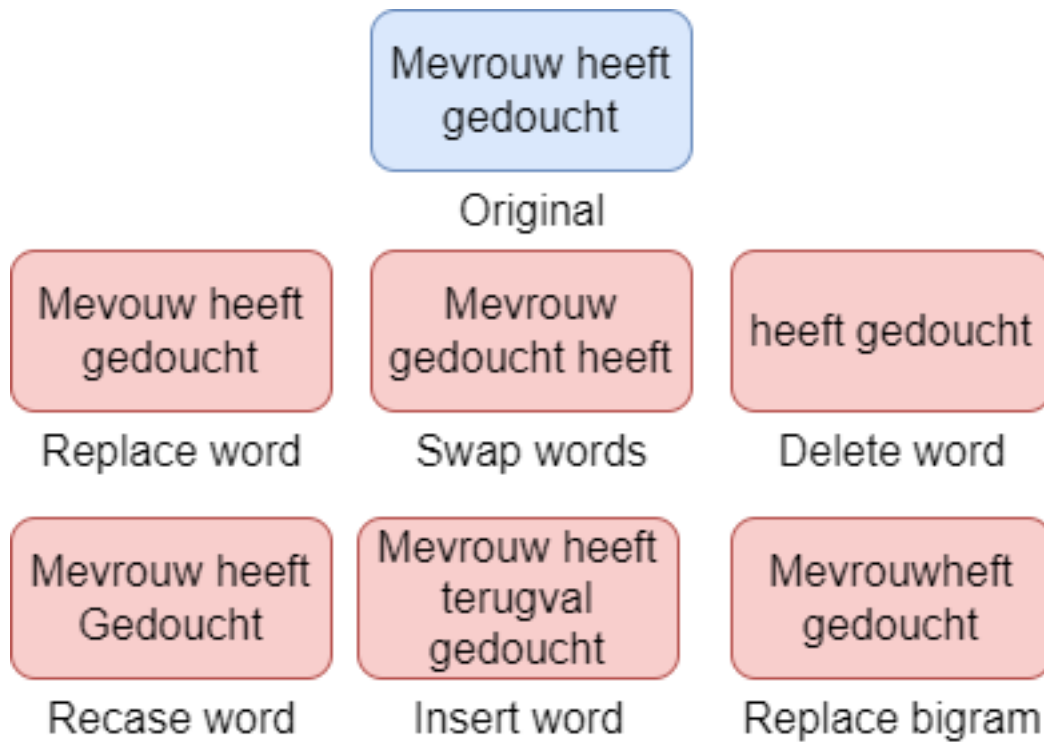 Mevrouw heeft
gedoucht
Original
Mevouw heeft
gedoucht
Replace word
Mevrouw
gedoucht heeft
Swap words
heeft gedoucht
Delete word
Mevrouw heeft
Gedoucht
Recase word
Mevrouw heeft
terugval
gedoucht
Insert word
Mevrouwheft
gedoucht
Replace bigram